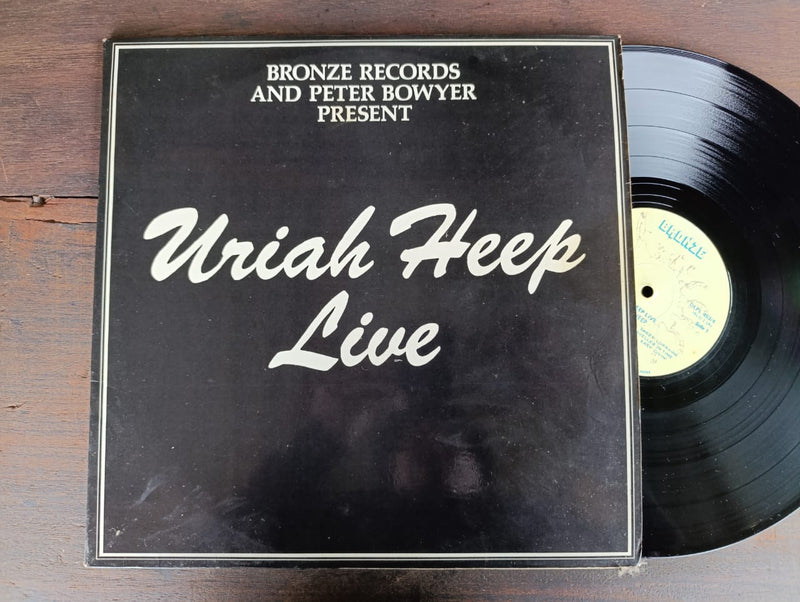 BRONZE RECORDS
AND PETER BOWYER
PRESENT
Uriah Heep
Live
BRONZE